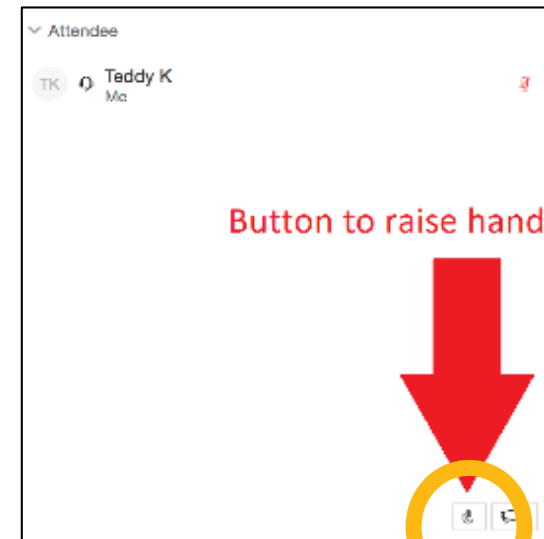 Attendee
TK
Teddy K
Me
Button to raise hand